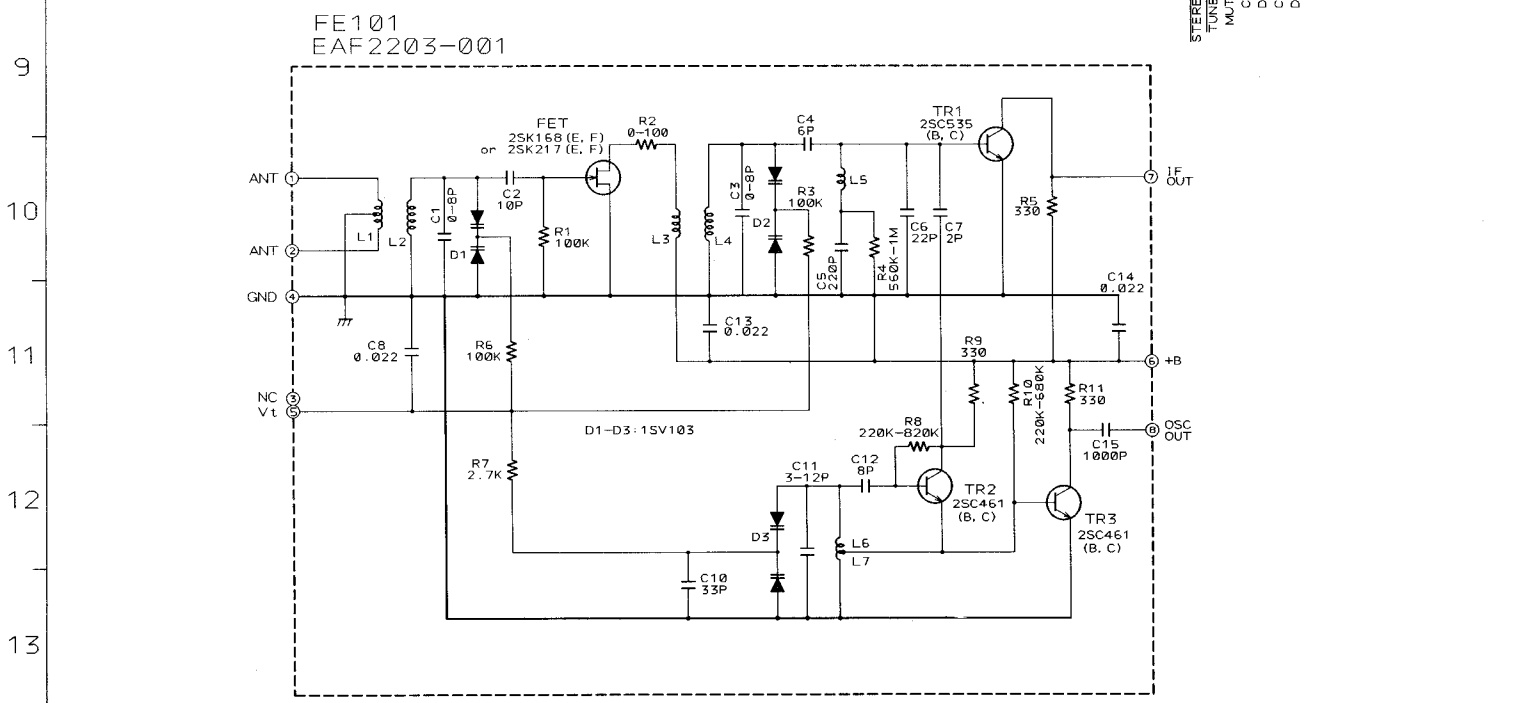 FE101
EAF2203-001
STERE
TUNE
MUT
C
D
C
D
9
10
11
12
13
ANT 1
ANT 2
GND 4
NC 3
Vt 5
L1
L2
C1
0-8P
D1
C2
10P
R1
100K
FET
2SK168(E, F)
or 2SK217(E, F)
R2
0-100
L3
L4
C3
0-8P
D2
R3
100K
C4
6P
L5
C5
220P
R4
560K-1M
C6
22P
C7
2P
TR1
2SC535
(B, C)
R5
330
7 IF
OUT
C14
0.022
C8
0.022
R6
100K
C13
0.022
R9
330
6 +B
R10
220K-680K
R11
330
D1-D3:1SV103
R8
220K-820K
8 OSC
OUT
C15
1000P
R7
2.7K
C11
3-12P
C12
8P
TR2
2SC461
(B, C)
TR3
2SC461
(B, C)
D3
L6
L7
C10
33P